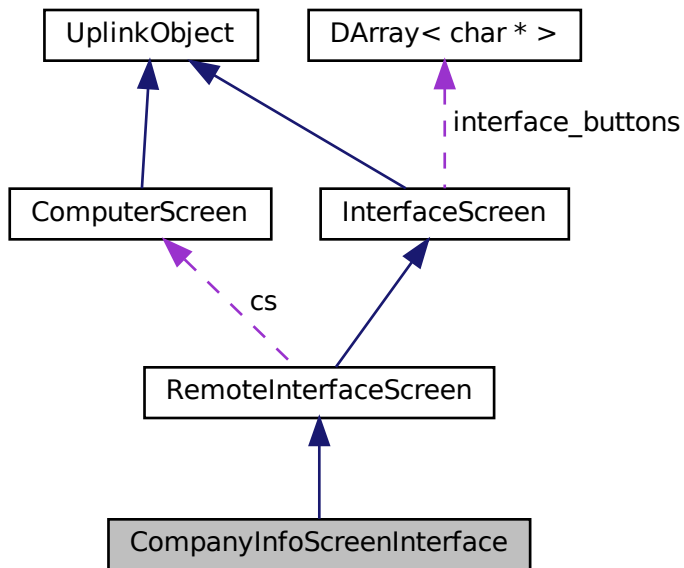 UplinkObject
DArray< char * >
interface_buttons
ComputerScreen
InterfaceScreen
cs
RemoteInterfaceScreen
CompanyInfoScreenInterface